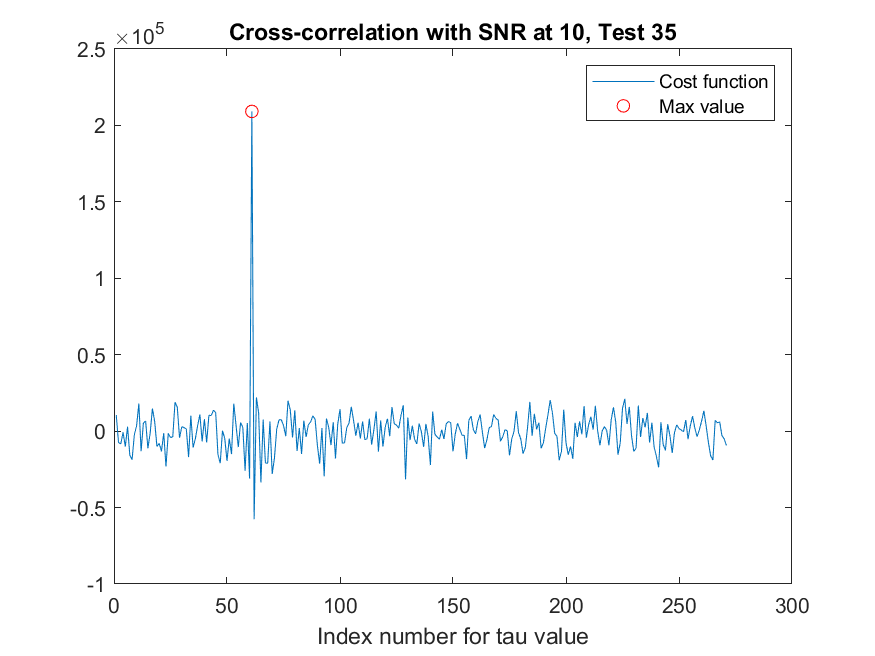 Cross-correlation with SNR at 10, Test 35
×10^5
2.5
2
1.5
1
0.5
0
-0.5
-1
Cost function
Max value
0 50 100 150 200 250 300
Index number for tau value